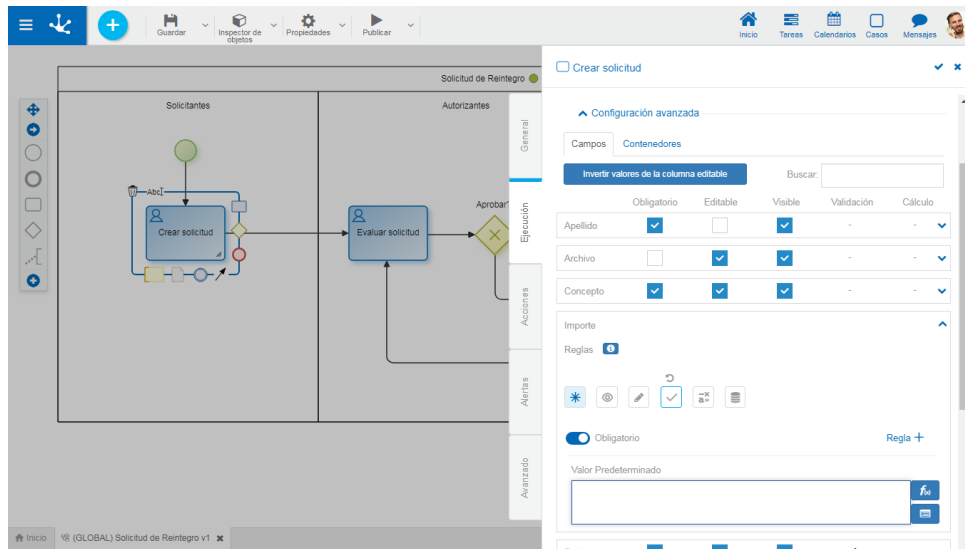 Guardar
Inspector de
objetos
Propiedades
Publicar
Inicio
Tareas
Calendarios
Casos
Mensajes
Solicitud de Reintegro
Solicitantes
Autorizantes
Abc
Crear solicitud
Evaluar solicitud
Aprobar?
General
Ejecución
Acciones
Alertas
Avanzado
Crear solicitud
Configuración avanzada
Campos
Contenedores
Invertir valores de la columna editable
Buscar:
Obligatorio Editable Visible Validación Cálculo
Apellido - -
Archivo - -
Concepto - -
Importe
Reglas
Obligatorio
Regla +
Valor Predeterminado
f(x)
Inicio
(GLOBAL) Solicitud de Reintegro v1